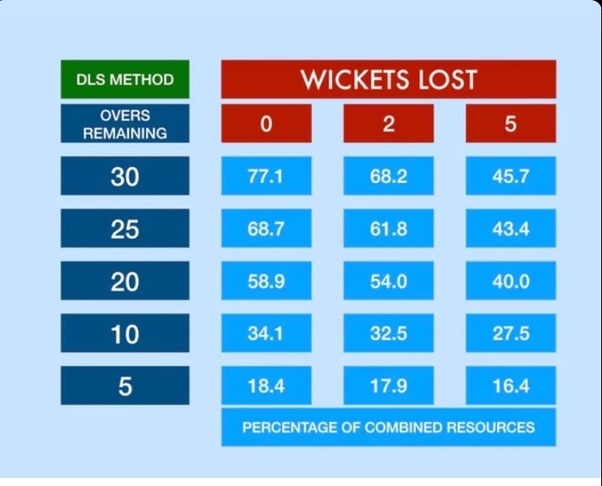 DLS METHOD WICKETS LOST
OVERS
REMAINING 0 2 5
30 77.1 68.2 45.7
25 68.7 61.8 43.4
20 58.9 54.0 40.0
10 34.1 32.5 27.5
5 18.4 17.9 16.4
PERCENTAGE OF COMBINED RESOURCES